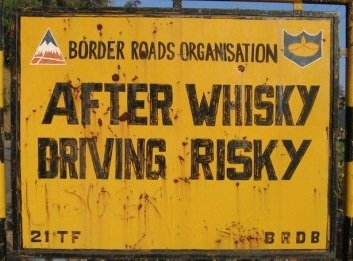 BORDER ROADS ORGANISATION
AFTER WHISKY
DRIVING RISKY
21 TF BRDB